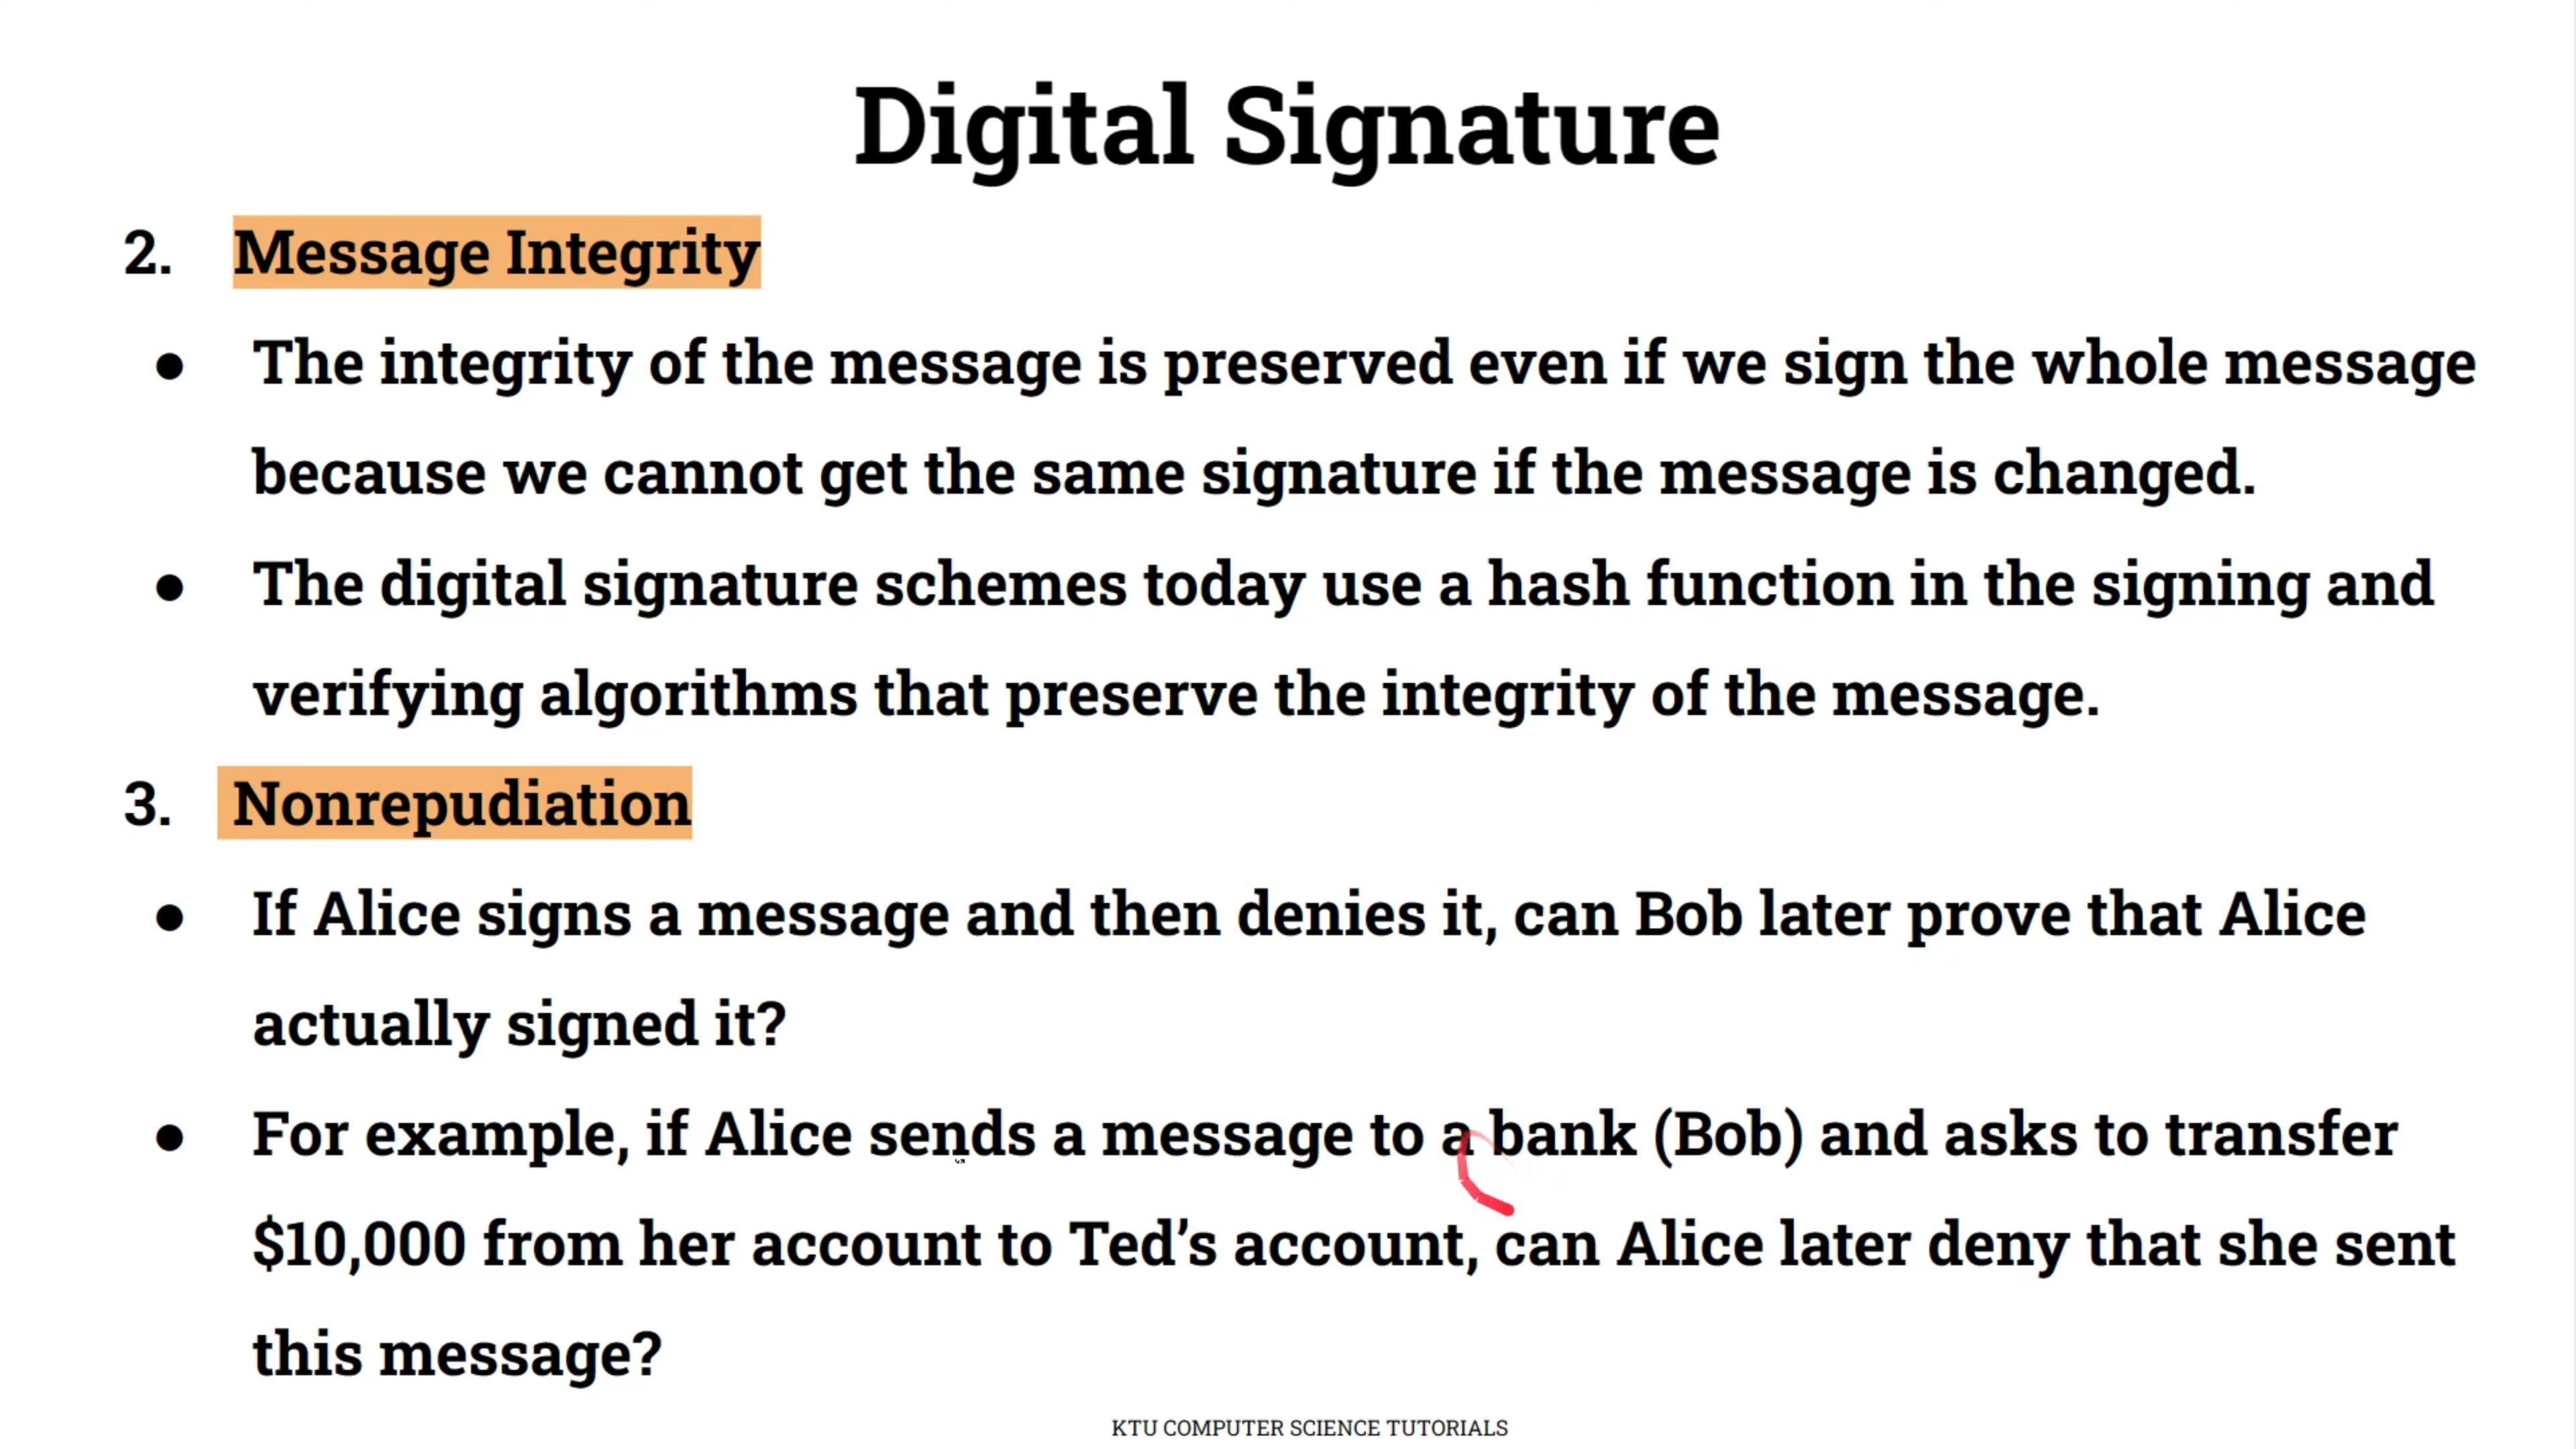 Digital Signature
2. Message Integrity
● The integrity of the message is preserved even if we sign the whole message
because we cannot get the same signature if the message is changed.
● The digital signature schemes today use a hash function in the signing and
verifying algorithms that preserve the integrity of the message.
3. Nonrepudiation
● If Alice signs a message and then denies it, can Bob later prove that Alice
actually signed it?
● For example, if Alice sends a message to a bank (Bob) and asks to transfer
$10,000 from her account to Ted’s account, can Alice later deny that she sent
this message?
KTU COMPUTER SCIENCE TUTORIALS